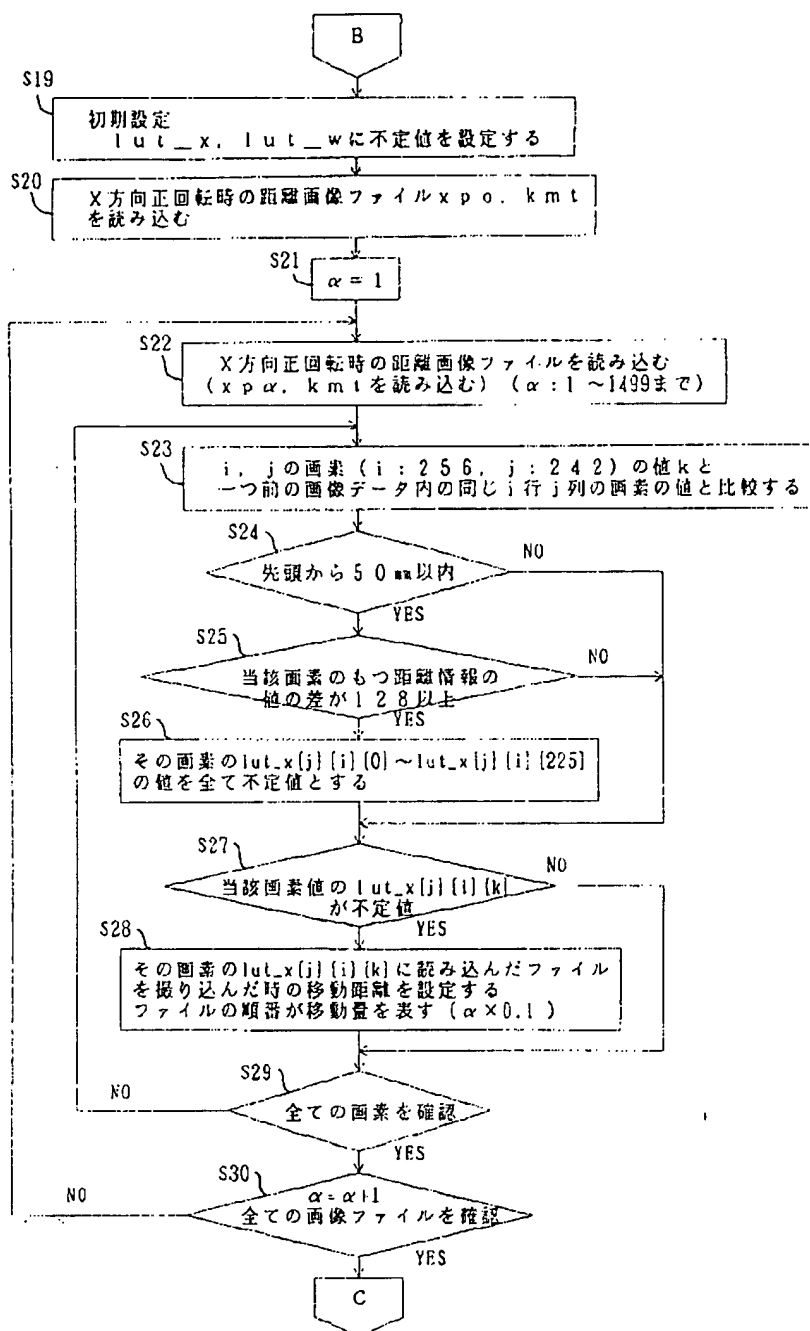 B
S19
初期設定
lut_x, lut_wに不定値を設定する
S20
X方向正回転時の距離画像ファイルxpo. kmt
を読み込む
S21
α = 1
S22
X方向正回転時の距離画像ファイルを読み込む
(xpα. kmtを読み込む) (α:1~1499まで)
S23
i, jの画素 (i:256, j:242) の値kと
一つ前の画像データ内の同じi行j列の画素の値と比較する
S24
先頭から50mm以内
NO
YES
S25
当該画素のもつ距離情報の
値の差が128以上
NO
YES
S26
その画素のlut_x[j][i][0]~lut_x[j][i][225]
の値を全て不定値とする
S27
当該画素値のlut_x[j][i][k]
が不定値
NO
YES
S28
その画素のlut_x[j][i][k]に読み込んだファイル
を撮り込んだ時の移動距離を設定する
ファイルの順番が移動量を表す (α×0.1)
S29
NO
全ての画素を確認
YES
S30
NO
α=α+1
全ての画像ファイルを確認
YES
C